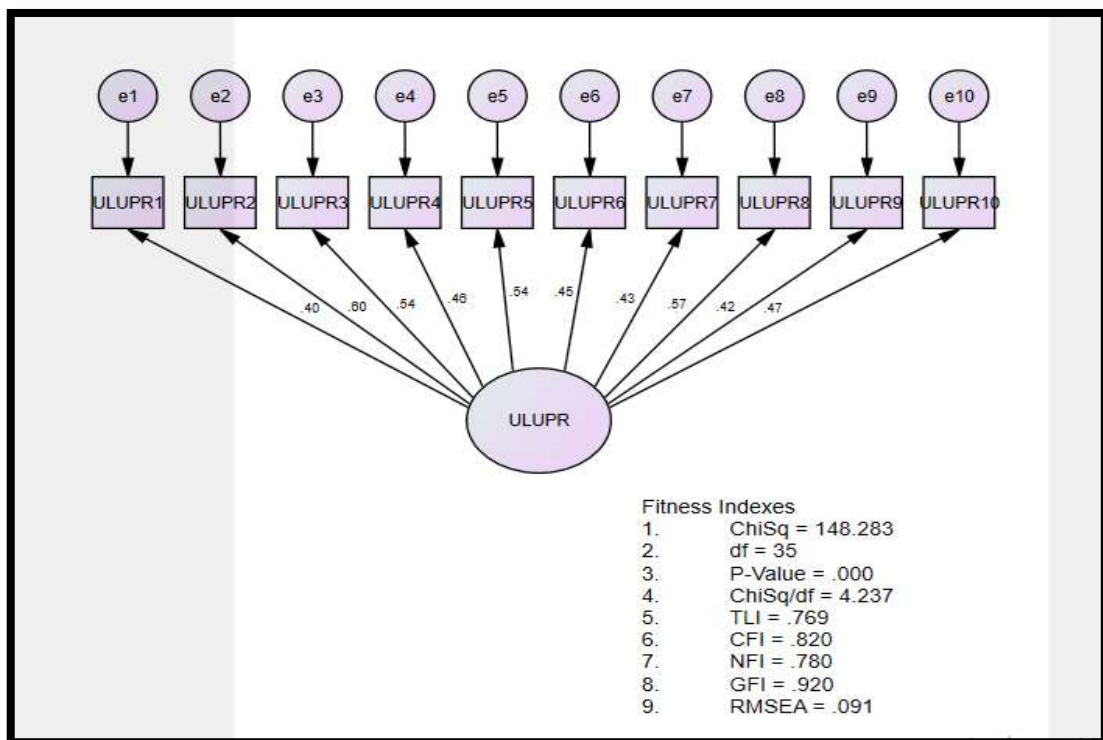 e1 e2 e3 e4 e5 e6 e7 e8 e9 e10
ULUPR1 ULUPR2 ULUPR3 ULUPR4 ULUPR5 ULUPR6 ULUPR7 ULUPR8 ULUPR9 ULUPR10
.40 .60 .54 .46 .54 .45 .43 .57 .42 .47
ULUPR
Fitness Indexes
1. ChiSq = 148.283
2. df = 35
3. P-Value = .000
4. ChiSq/df = 4.237
5. TLI = .769
6. CFI = .820
7. NFI = .780
8. GFI = .920
9. RMSEA = .091